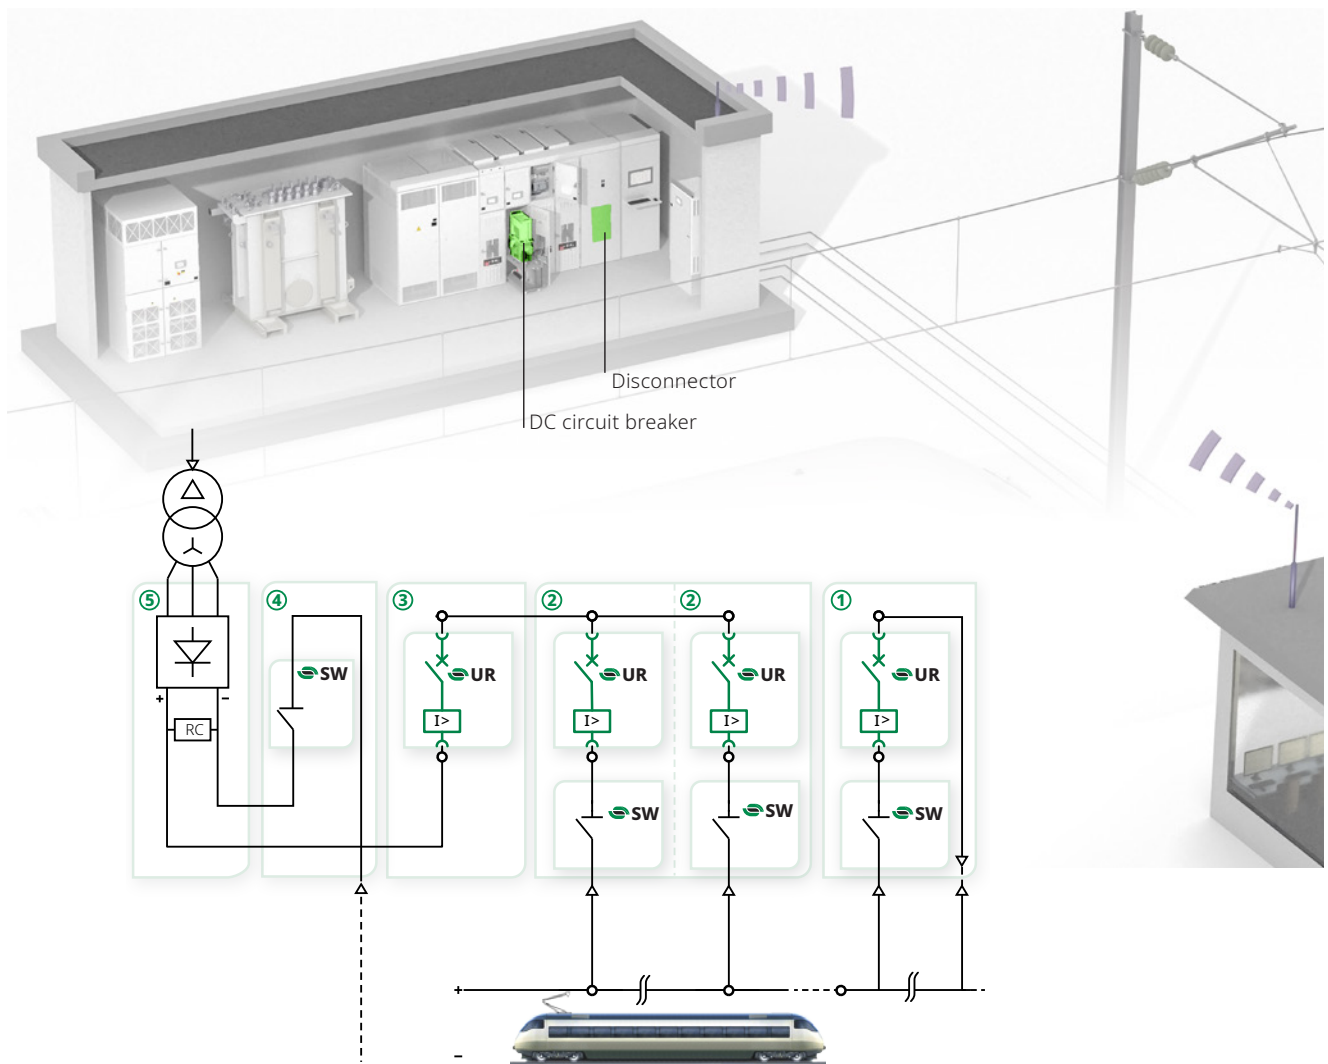 Disconnector
DC circuit breaker
5 4 3 2 2 1
SW UR UR UR UR
+ -
RC I> I> I> I>
SW SW SW
+
-